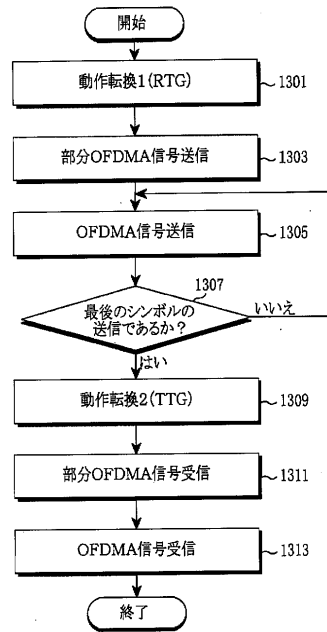 開始
動作転換1(RTG)
1301
部分OFDMA信号送信
1303
OFDMA信号送信
1305
1307
最後のシンボルの
送信であるか?
いいえ
はい
動作転換2(TTG)
1309
部分OFDMA信号受信
1311
OFDMA信号受信
1313
終了